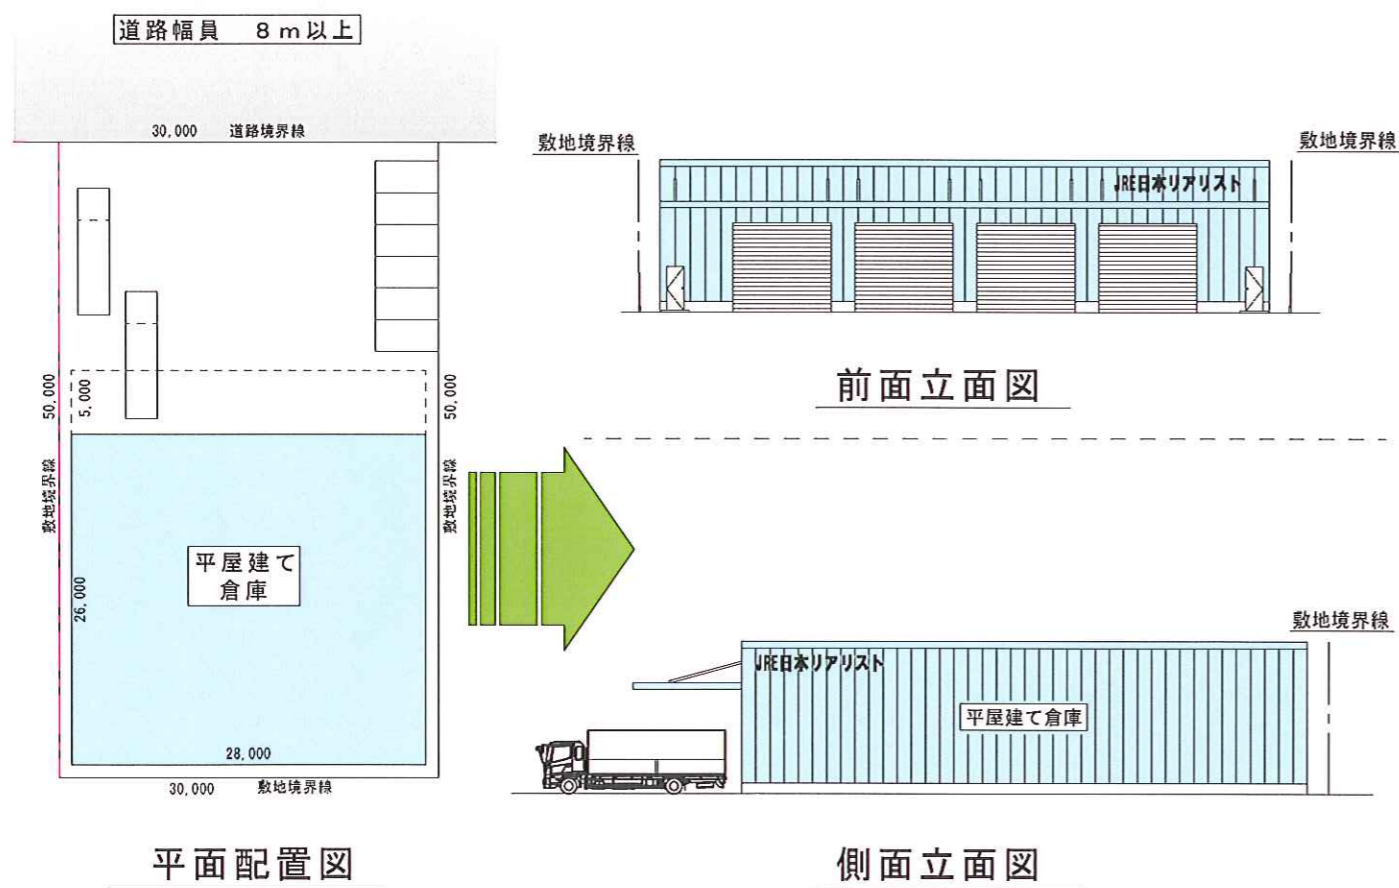 道路幅員 8m以上
30,000 道路境界線
50,000
5,000
50,000
敷地境界線
敷地境界線
平屋建て
倉庫
26,000
28,000
30,000 敷地境界線
平面配置図
敷地境界線
敷地境界線
JRE日本リアリスト
前面立面図
敷地境界線
JRE日本リアリスト
平屋建て倉庫
側面立面図